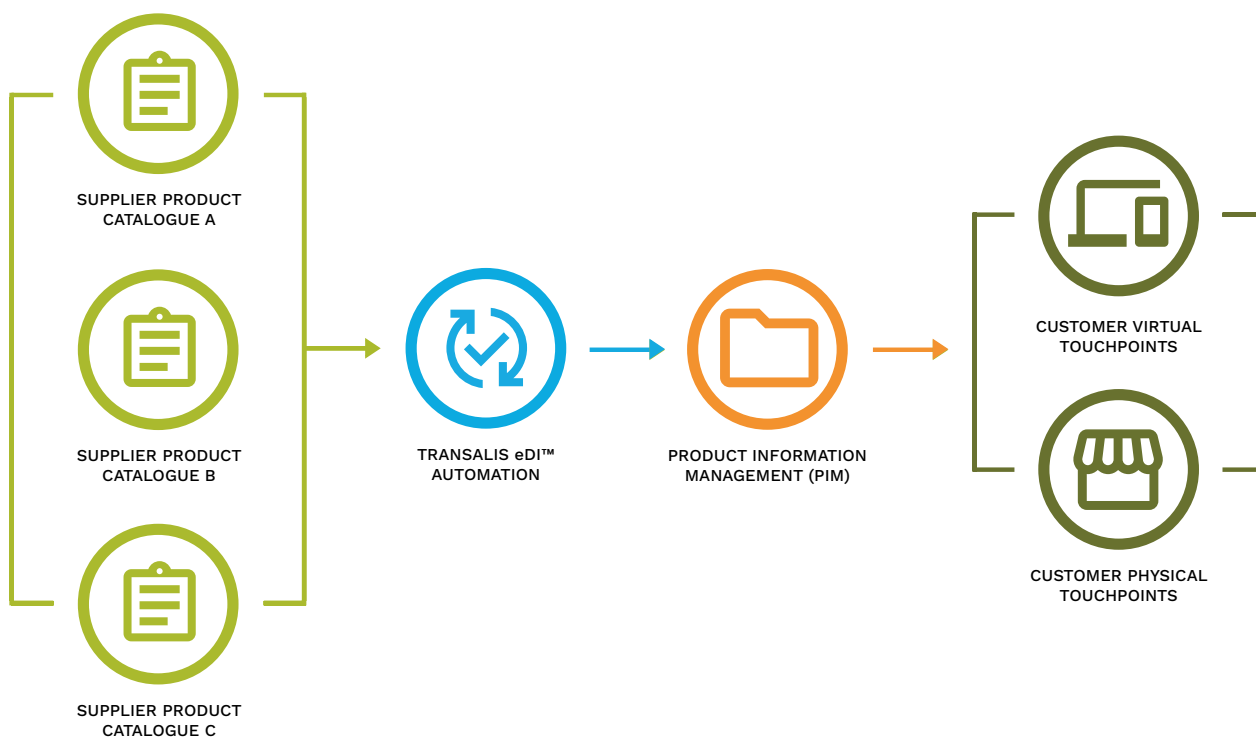 SUPPLIER PRODUCT
CATALOGUE A
SUPPLIER PRODUCT
CATALOGUE B
SUPPLIER PRODUCT
CATALOGUE C
TRANSALIS eDI™
AUTOMATION
PRODUCT INFORMATION
MANAGEMENT (PIM)
CUSTOMER VIRTUAL
TOUCHPOINTS
CUSTOMER PHYSICAL
TOUCHPOINTS